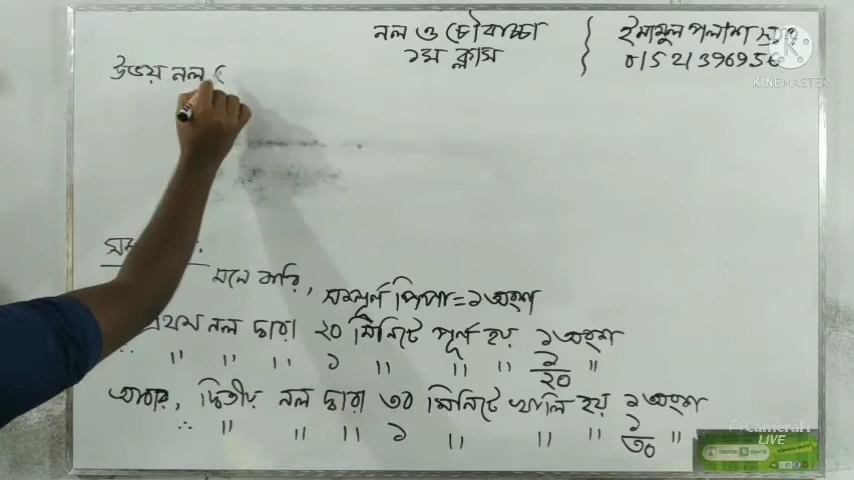 নল ও চৌবাচ্চা
১ম ক্লাস
ইমামুল পলাশ স্যার
KINEMASTER
উভয় নল
মনে করি, সম্পূর্ণ পিপা = ১ অংশ
প্রথম নল দ্বারা ২০ মিনিটে পূর্ণ হয় ১ অংশ
∴ " " " ১ " " " ১/২০ "
আবার, দ্বিতীয় নল দ্বারা ৩০ মিনিটে খালি হয় ১ অংশ
∴ " " " ১ " " " ১/৩০ "
LIVE